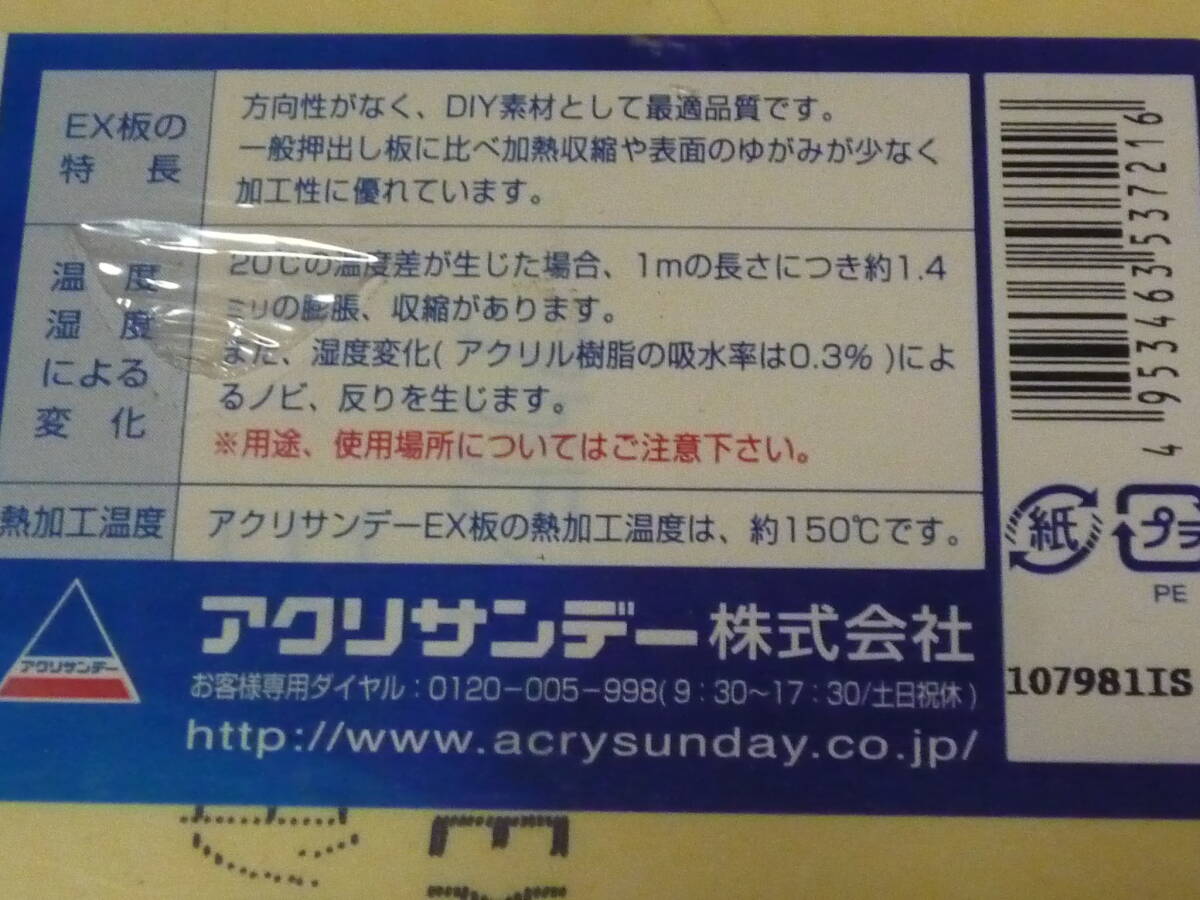 EX板の
特　長
方向性がなく、DIY素材として最適品質です。
一般押出し板に比べ加熱収縮や表面のゆがみが少なく
加工性に優れています。
温　度
湿　度
による
変　化
20℃の温度差が生じた場合、1mの長さにつき約1.4
ミリの膨脹、収縮があります。
また、湿度変化(アクリル樹脂の吸水率は0.3%)によ
るノビ、反りを生じます。
※用途、使用場所についてはご注意下さい。
熱加工温度
アクリサンデーEX板の熱加工温度は、約150℃です。
アクリサンデー
アクリサンデー株式会社
お客様専用ダイヤル：0120-005-998(9：30〜17：30/土日祝休)
http://www.acrysunday.co.jp/
4 953463 537216
紙
プラ
PE
107981IS